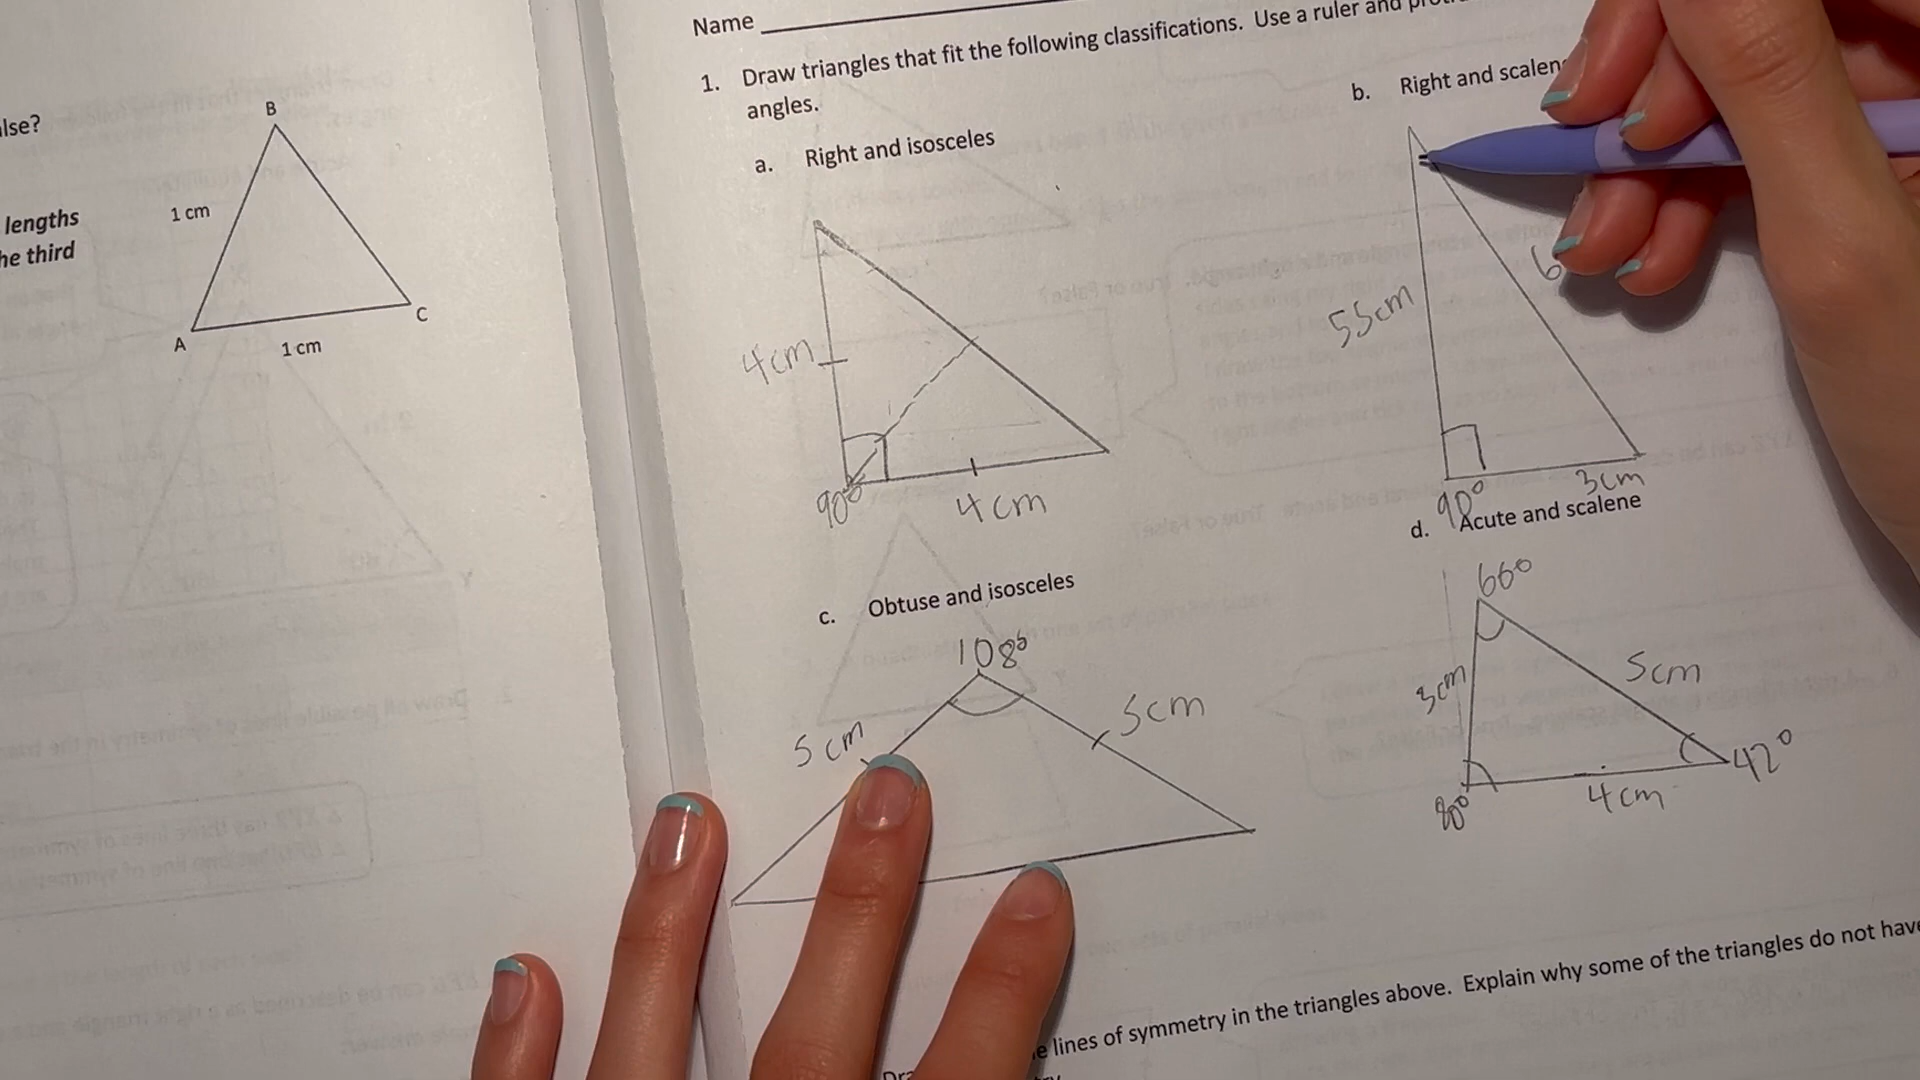 lse?
B
1 cm
lengths
he third
A
1 cm
C
Name
1. Draw triangles that fit the following classifications. Use a ruler and
angles.
a. Right and isosceles
4cm
90°
4cm
b. Right and scalen
55cm
6
90°
3cm
c. Obtuse and isosceles
108°
5cm
5cm
d. Acute and scalene
66°
3cm
5cm
80°
4cm
42°
e lines of symmetry in the triangles above. Explain why some of the triangles do not have